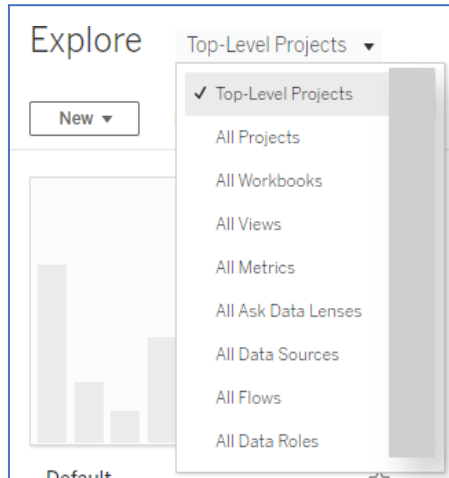 Explore
Top-Level Projects
Top-Level Projects
New
All Projects
All Workbooks
All Views
All Metrics
All Ask Data Lenses
All Data Sources
All Flows
All Data Roles
Default